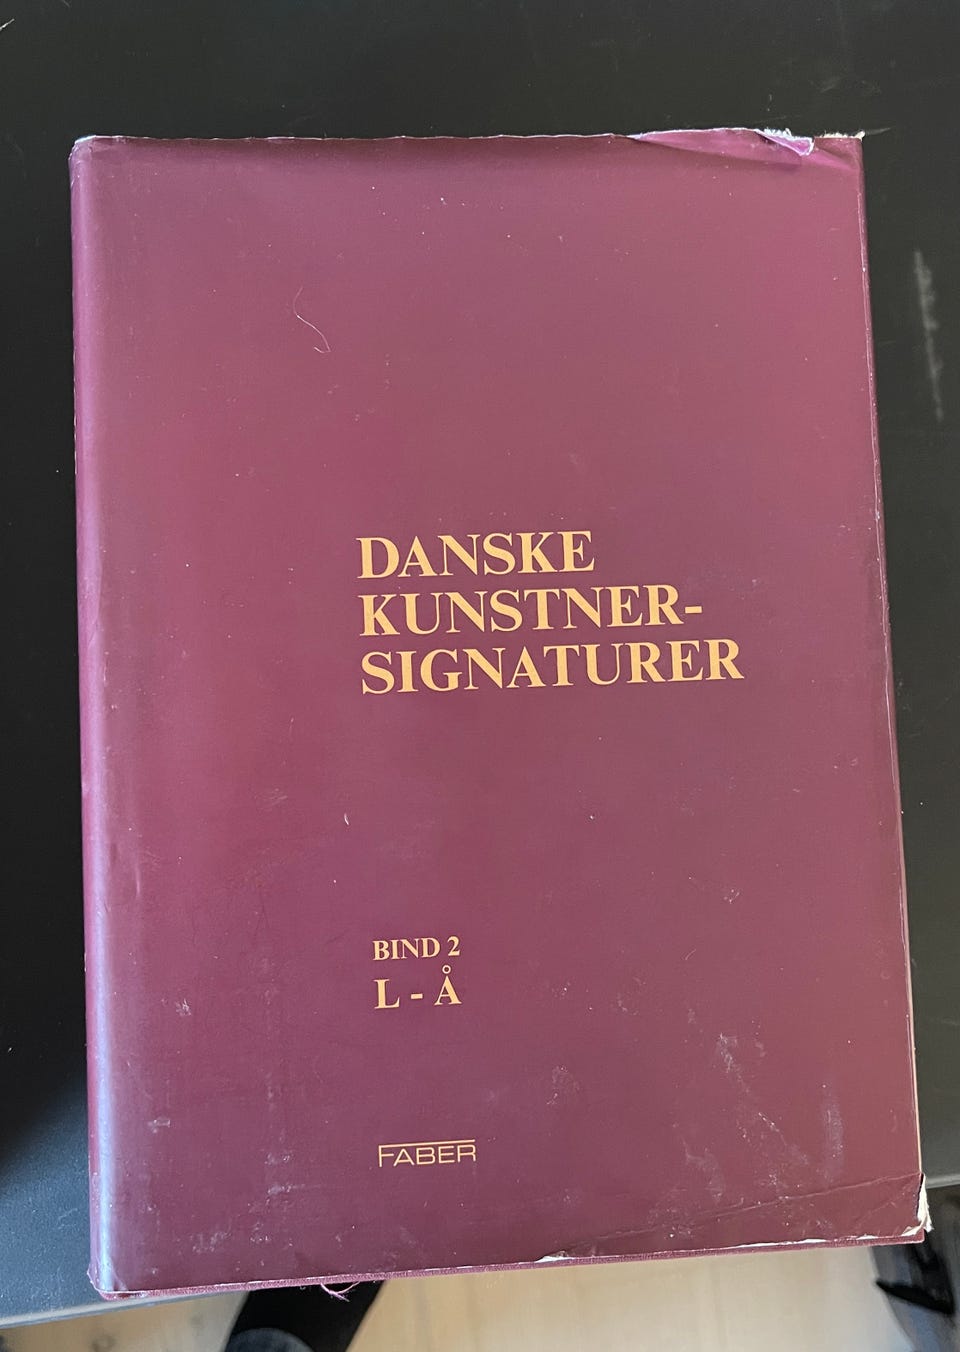 DANSKE
KUNSTNER-
SIGNATURER
BIND 2
L - Å
FABER